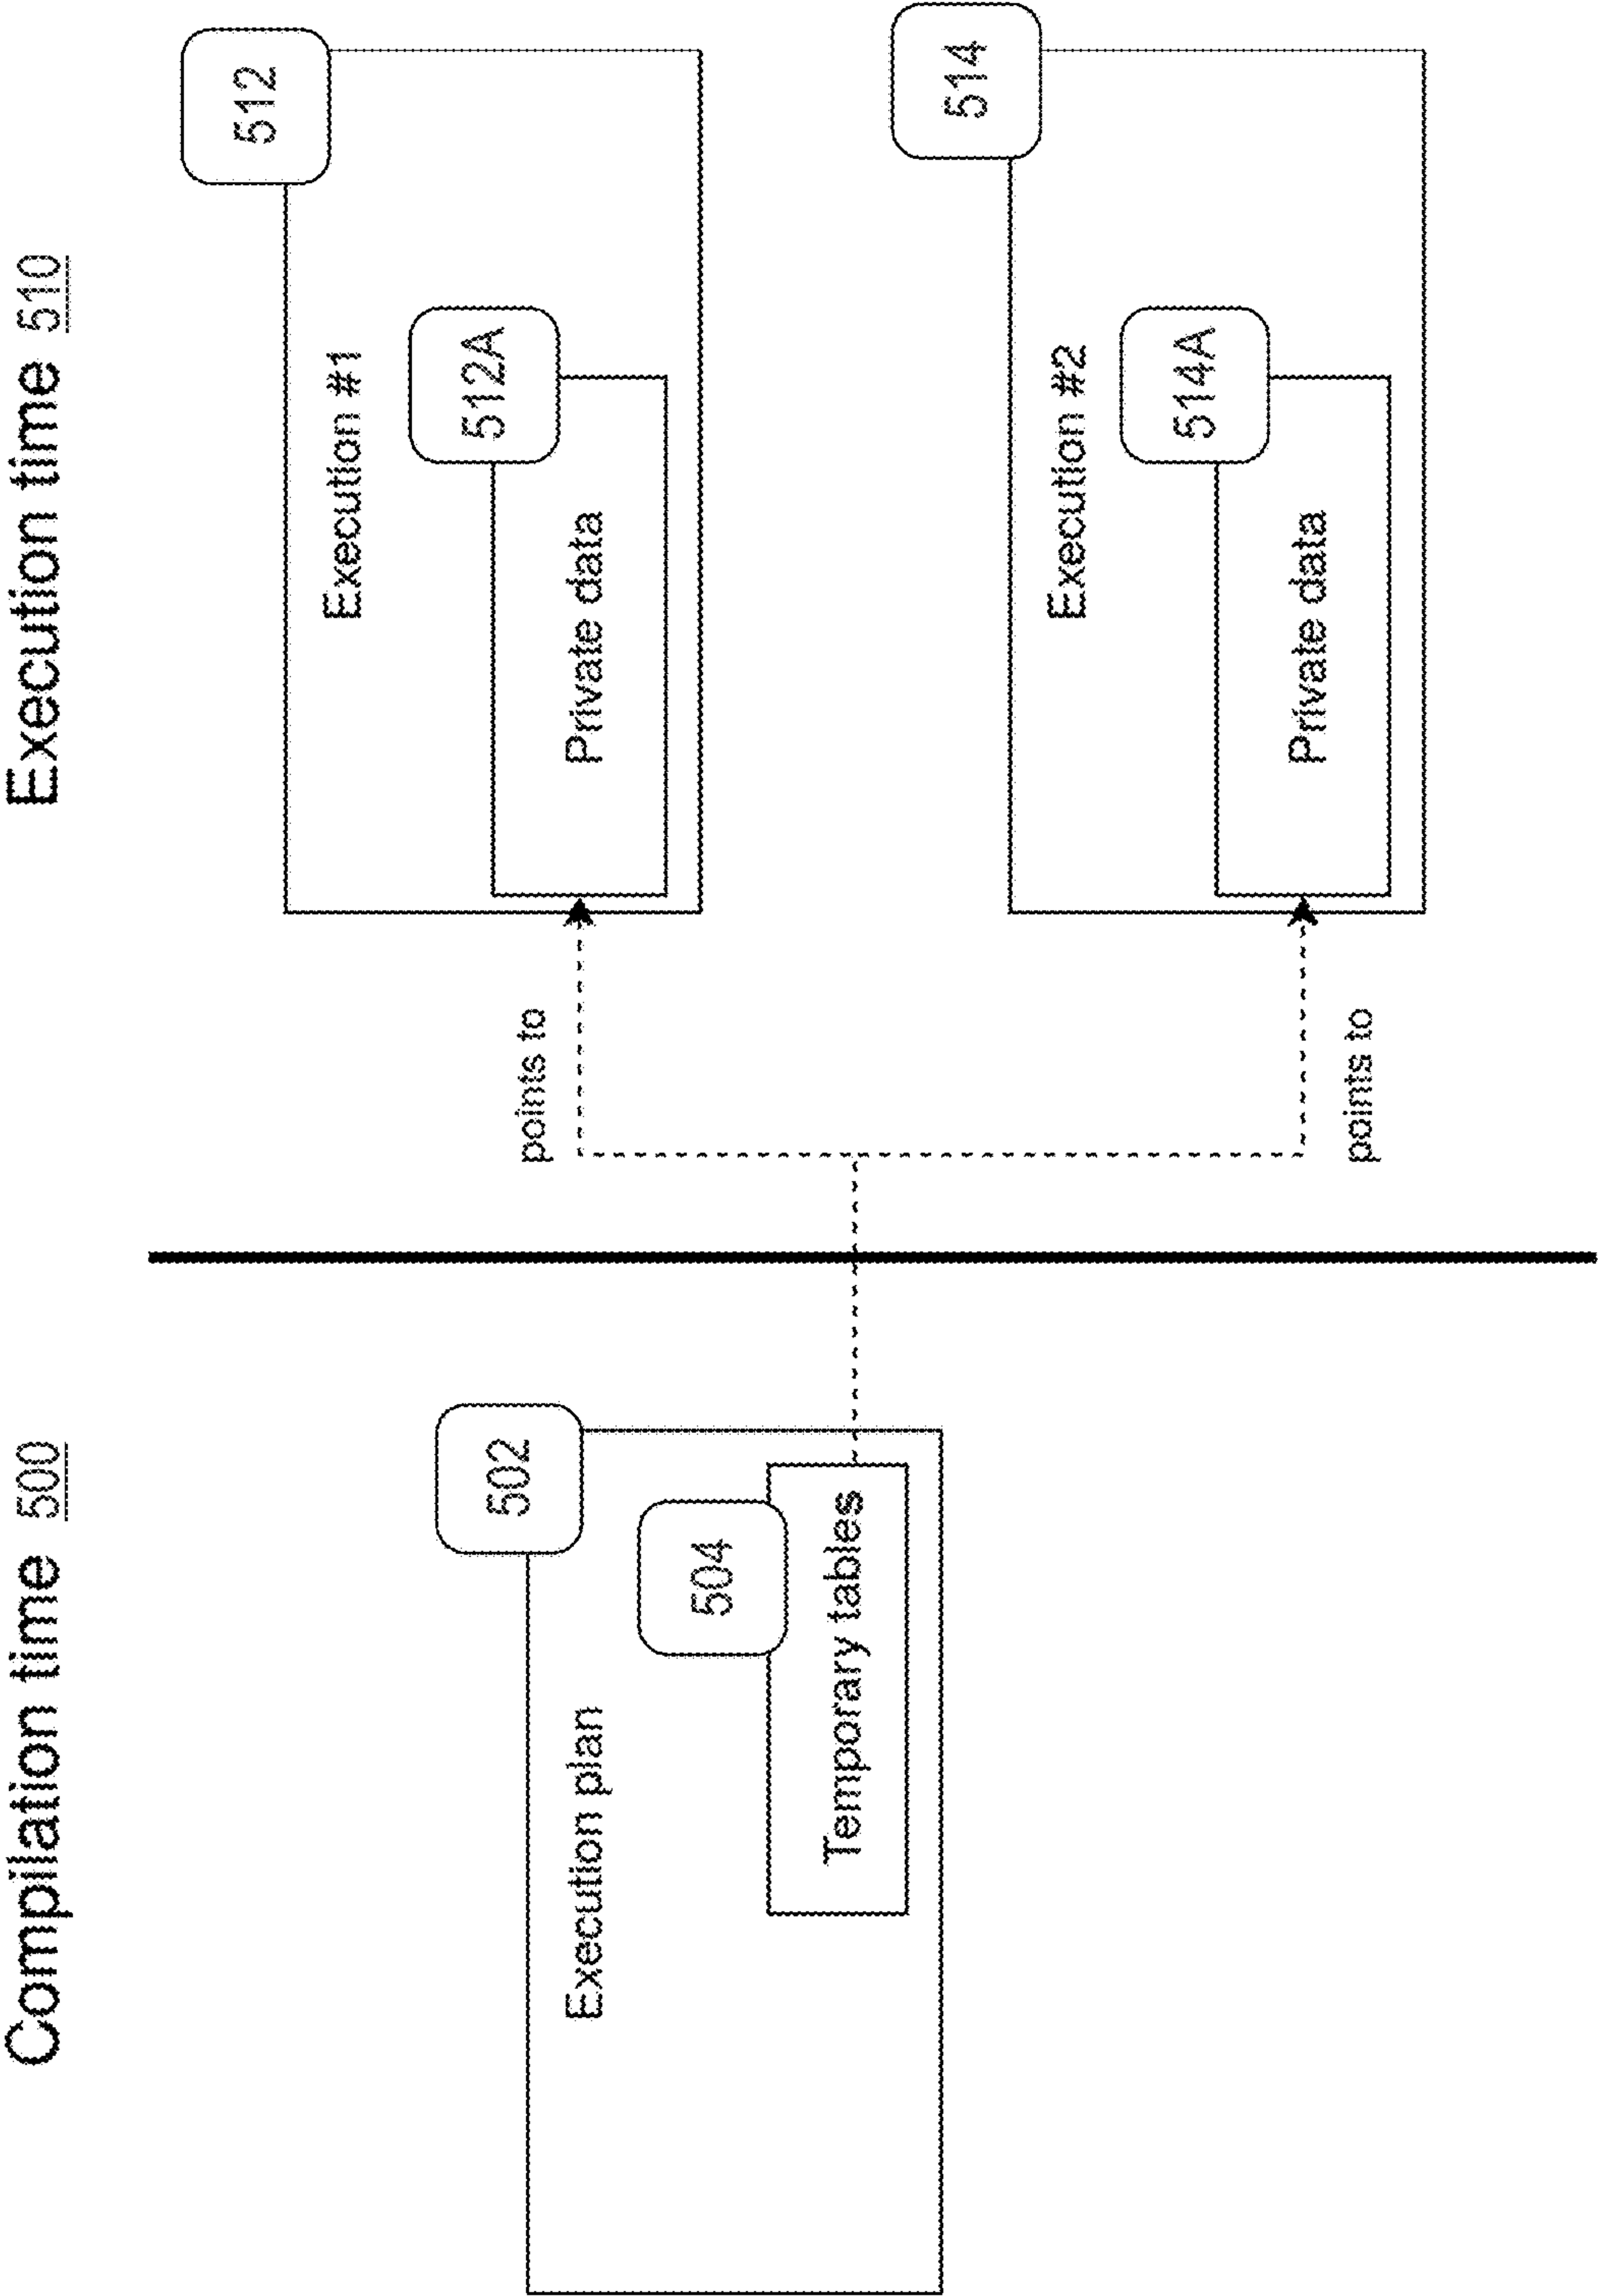 Compilation time 500
502
Execution plan
504
Temporary tables
Execution time 510
512
Execution #1
512A
Private data
points to
514
Execution #2
514A
Private data
points to